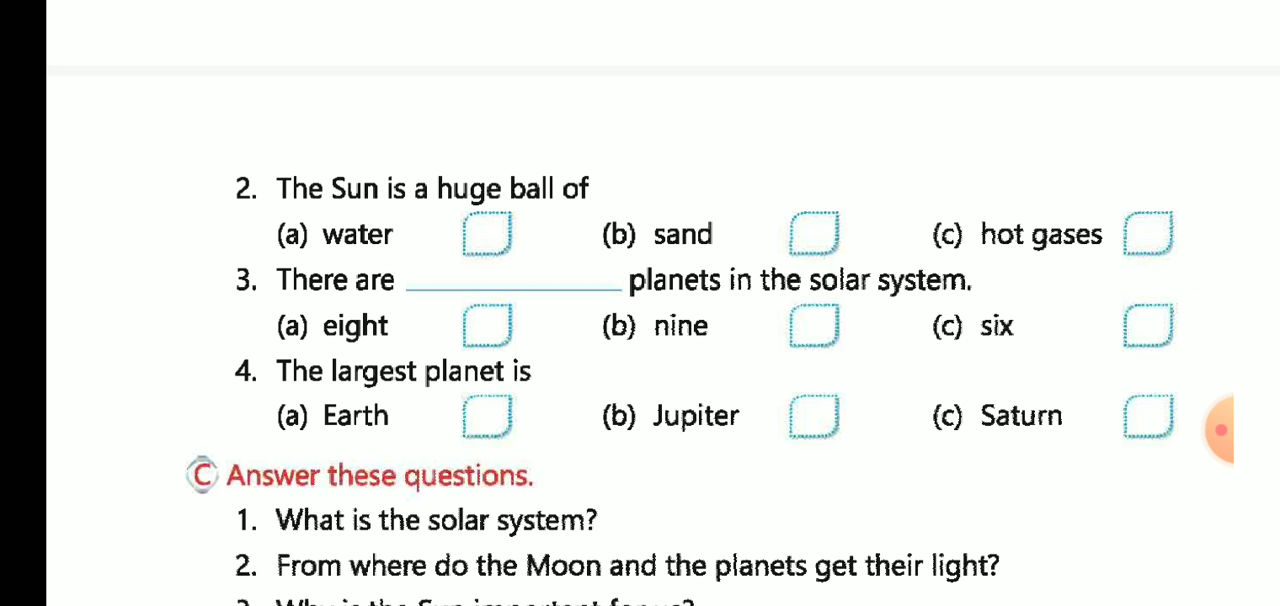 2. The Sun is a huge ball of
(a) water (b) sand (c) hot gases
3. There are ____________ planets in the solar system.
(a) eight (b) nine (c) six
4. The largest planet is
(a) Earth (b) Jupiter (c) Saturn
C Answer these questions.
1. What is the solar system?
2. From where do the Moon and the planets get their light?